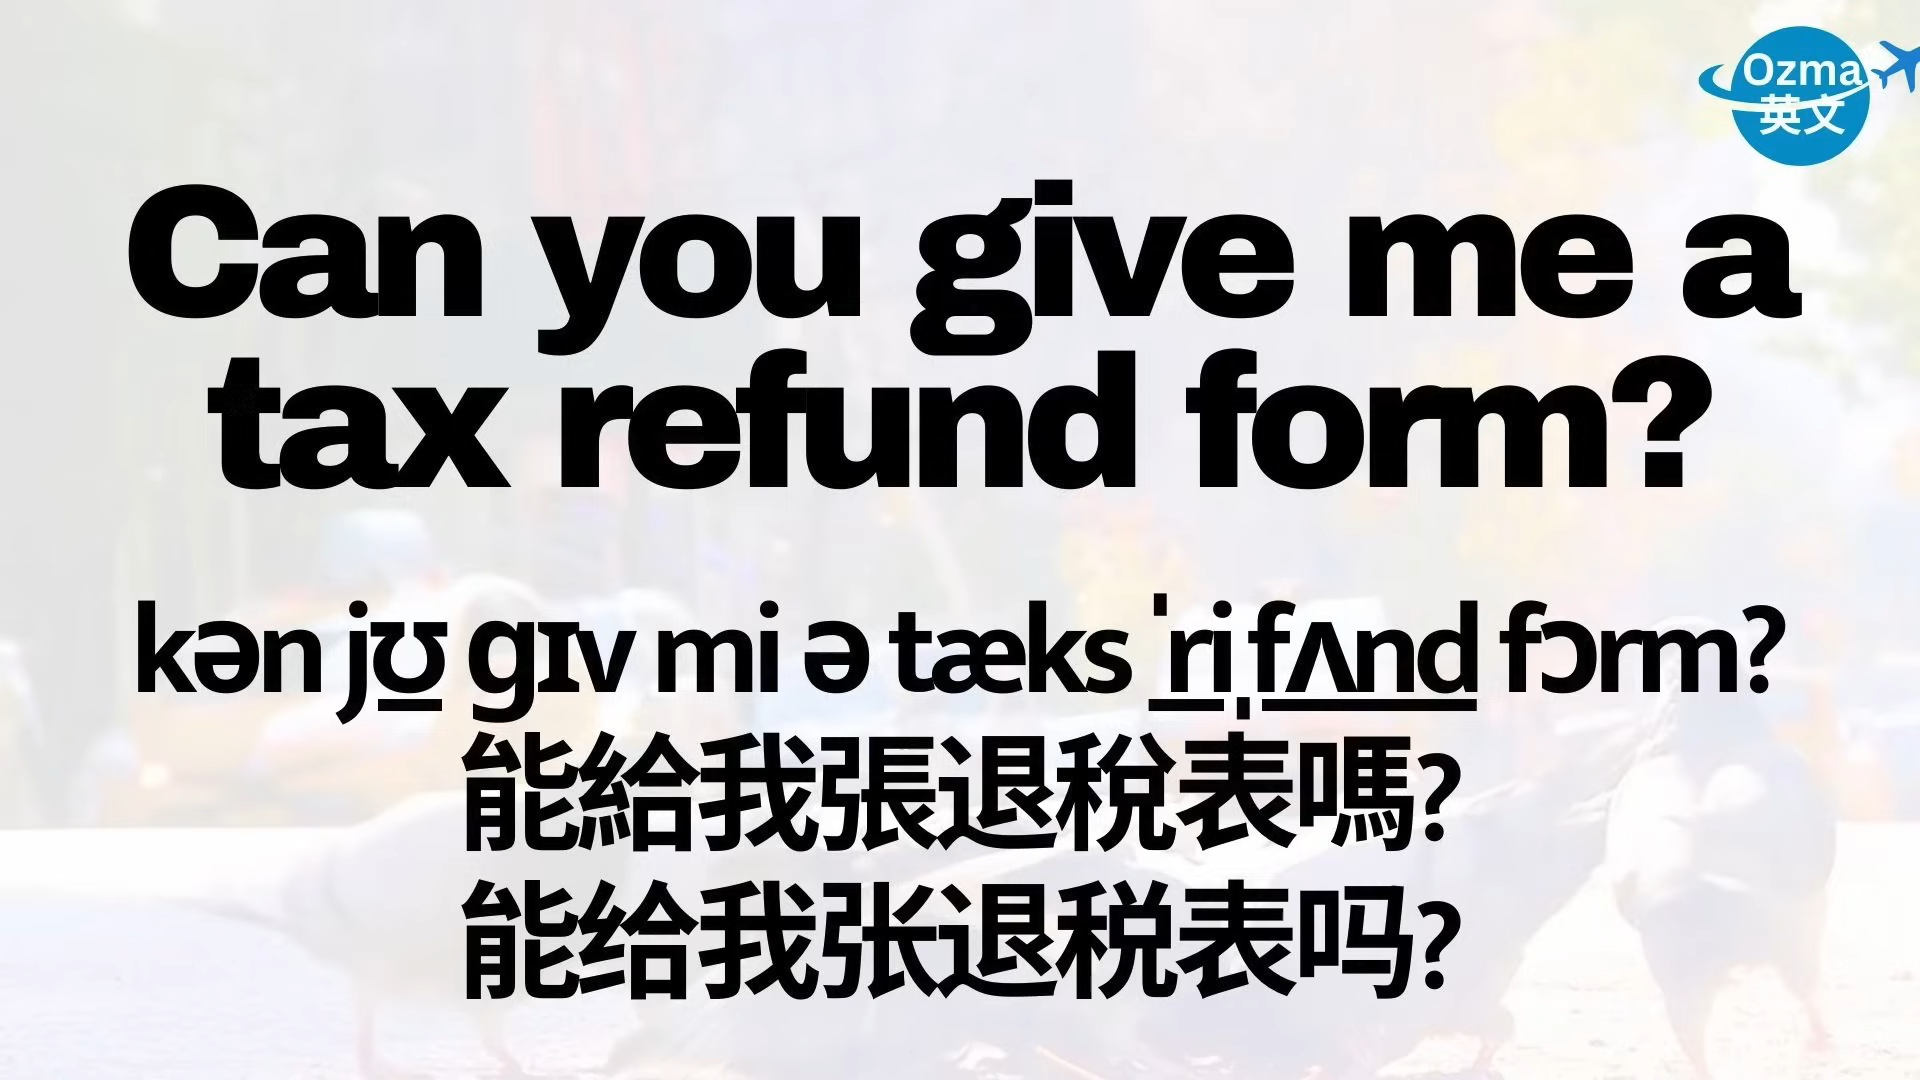 Ozma
英文
Can you give me a
tax refund form?
kən jʊ gɪv mi ə tæks ˈriˌfʌnd fɔrm?
能給我張退稅表嗎?
能给我张退税表吗?